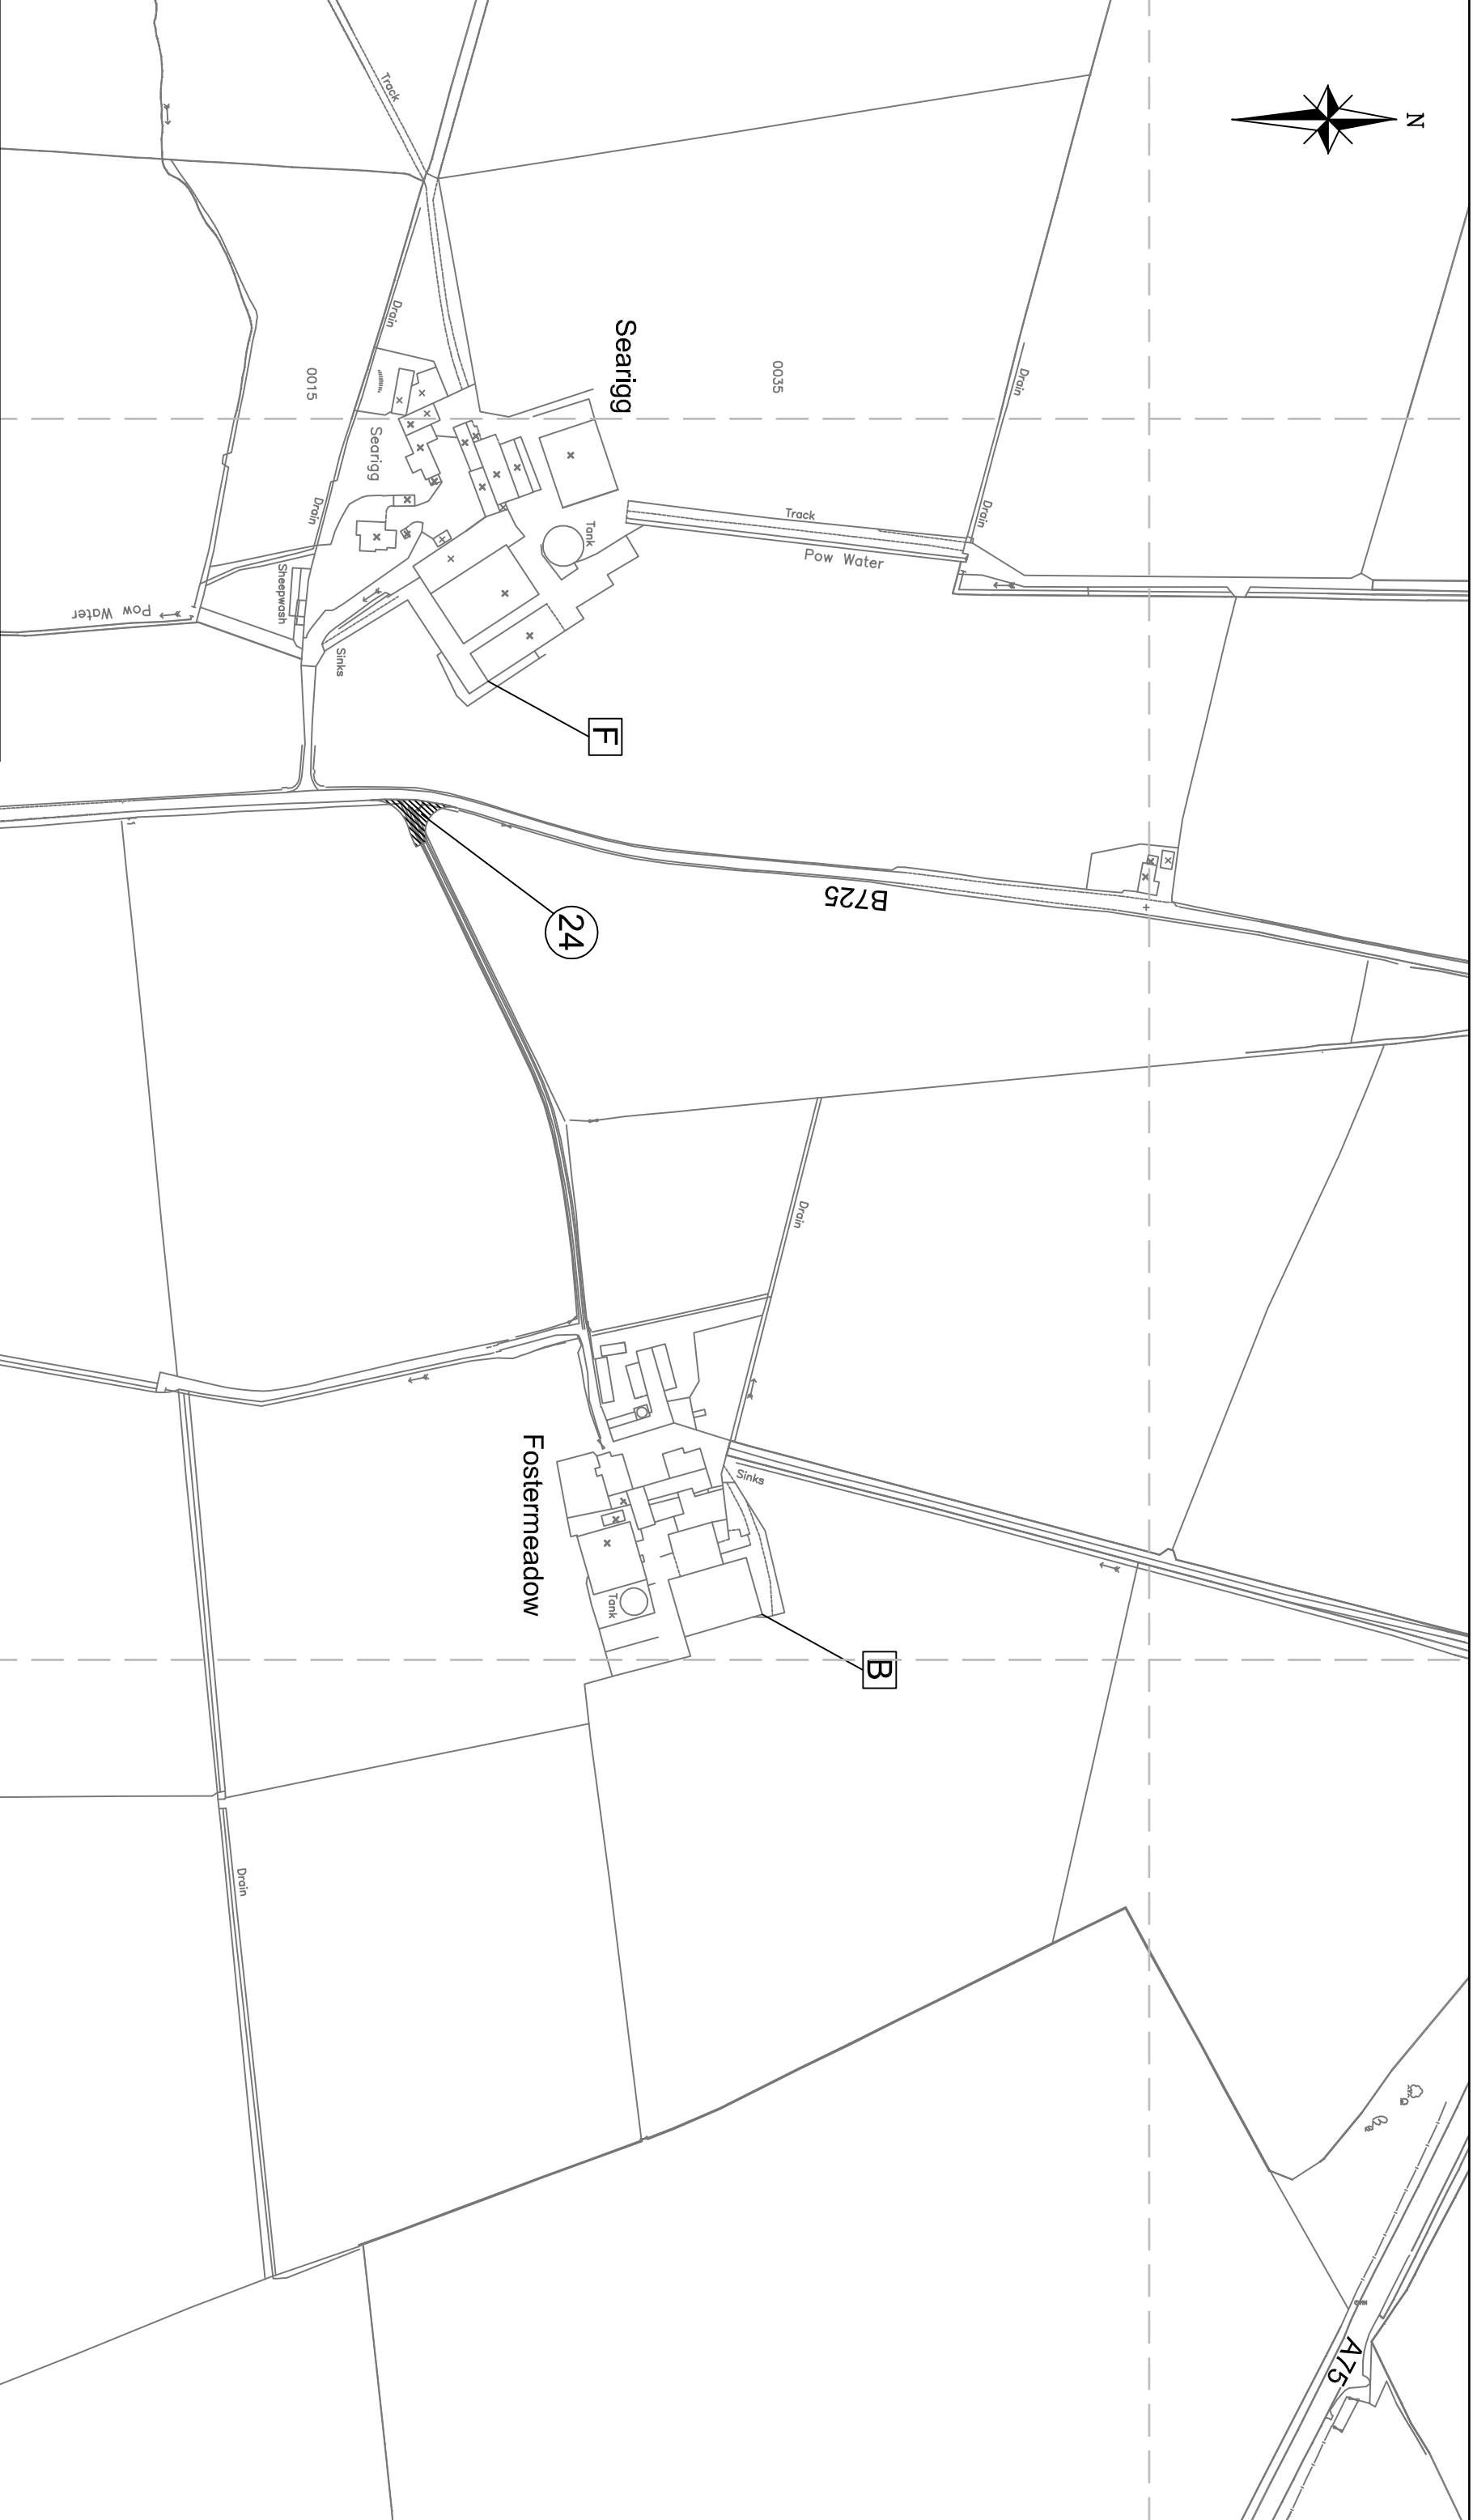 N
Track
Drain
Searigg
0035
0015
Drain
Searigg
Drain
Drain
Track
Tank
Pow Water
Sheepwash
Pow Water
Sinks
F
B725
24
Drain
Fostermeadow
Sinks
Tank
B
Drain
A75